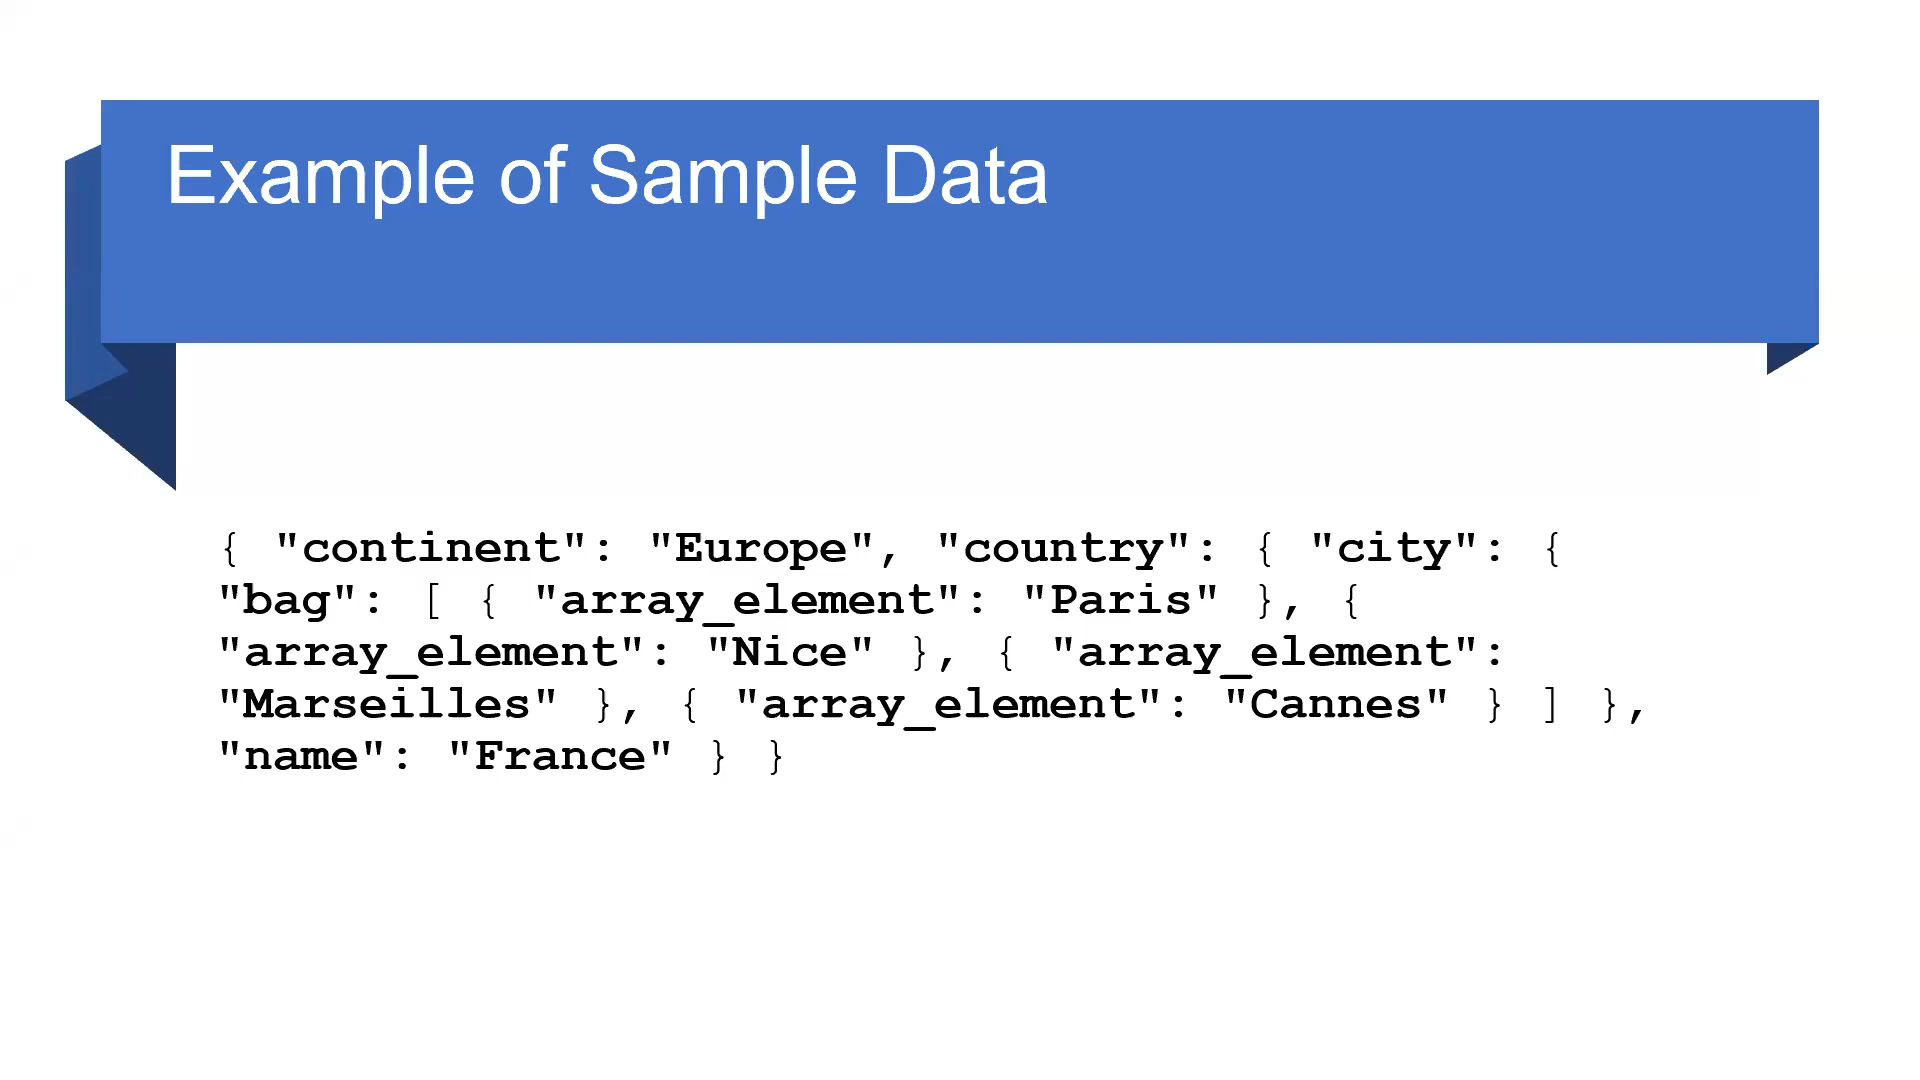 Example of Sample Data
{ "continent": "Europe", "country": { "city": {
"bag": [ { "array_element": "Paris" }, {
"array_element": "Nice" }, { "array_element":
"Marseilles" }, { "array_element": "Cannes" } ] },
"name": "France" } }